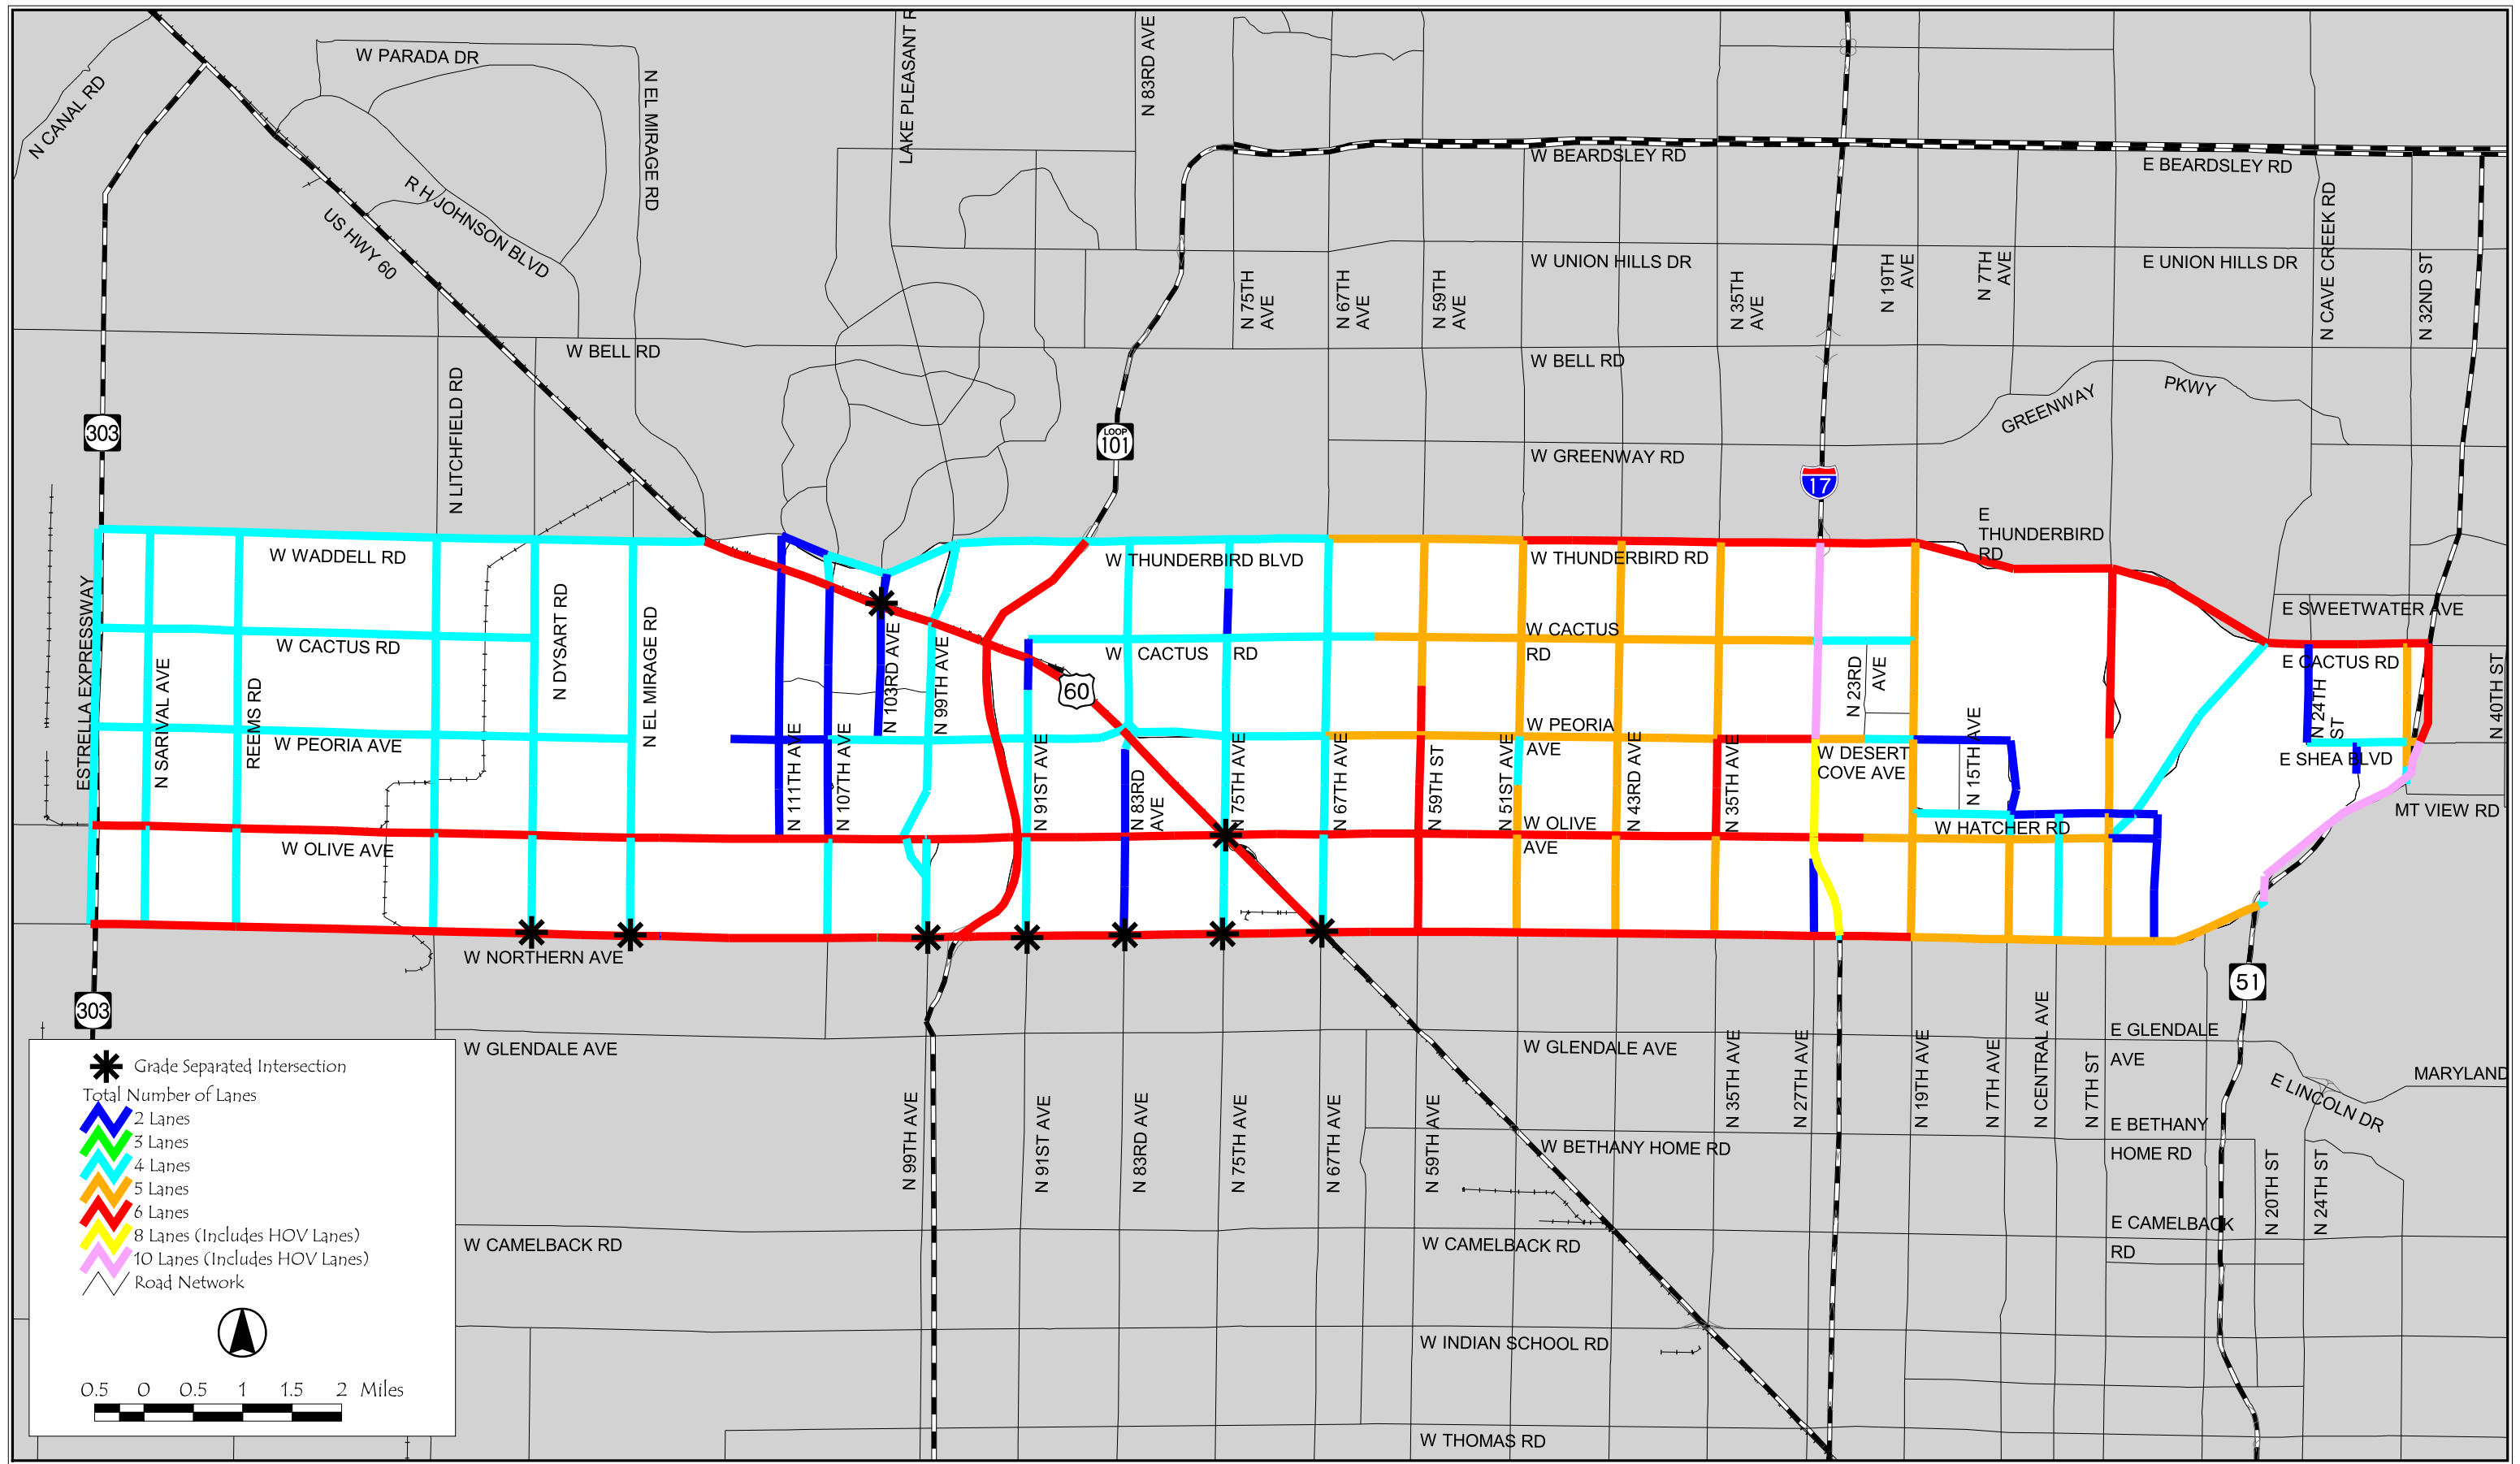 N CANAL RD
W PARADA DR
N EL MIRAGE RD
LAKE PLEASANT R
N 83RD AVE
R H JOHNSON BLVD
US HWY 60
W BEARDSLEY RD
E BEARDSLEY RD
W UNION HILLS DR
E UNION HILLS DR
N CAVE CREEK RD
N 32ND ST
N 75TH
AVE
N 67TH
AVE
N 59TH
AVE
N 35TH
AVE
N 19TH
AVE
N 7TH
AVE
W BELL RD
W BELL RD
GREENWAY
PKWY
N LITCHFIELD RD
303
LOOP
101
W GREENWAY RD
17
E
THUNDERBIRD
RD
W WADDELL RD
W THUNDERBIRD BLVD
W THUNDERBIRD RD
ESTRELLA EXPRESSWAY
N DYSART RD
N EL MIRAGE RD
N 103RD AVE
N 99TH AVE
E SWEETWATER AVE
W CACTUS RD
W CACTUS RD
W CACTUS
RD
E CACTUS RD
N SARIVAL AVE
REEMS RD
60
N 23RD
AVE
N 24TH
ST
N 40TH ST
W PEORIA AVE
W PEORIA
AVE
N 111TH AVE
N 107TH AVE
N 91ST AVE
N 83RD
AVE
N 75TH AVE
N 67TH AVE
N 59TH ST
N 51ST AVE
N 43RD AVE
N 35TH AVE
W DESERT
COVE AVE
N 15TH AVE
E SHEA BLVD
MT VIEW RD
W OLIVE AVE
W OLIVE
AVE
W HATCHER RD
W NORTHERN AVE
303
51
W GLENDALE AVE
W GLENDALE AVE
E GLENDALE
AVE
MARYLAND
E LINCOLN DR
N 99TH AVE
N 91ST AVE
N 83RD AVE
N 75TH AVE
N 67TH AVE
N 59TH AVE
N 35TH AVE
N 27TH AVE
N 19TH AVE
N 7TH AVE
N CENTRAL AVE
N 7TH ST
E BETHANY
HOME RD
W BETHANY HOME RD
N 20TH ST
N 24TH ST
W CAMELBACK RD
W CAMELBACK RD
E CAMELBACK
RD
W INDIAN SCHOOL RD
W THOMAS RD
Grade Separated Intersection
Total Number of Lanes
2 Lanes
3 Lanes
4 Lanes
5 Lanes
6 Lanes
8 Lanes (Includes HOV Lanes)
10 Lanes (Includes HOV Lanes)
Road Network
0.5 0 0.5 1 1.5 2 Miles